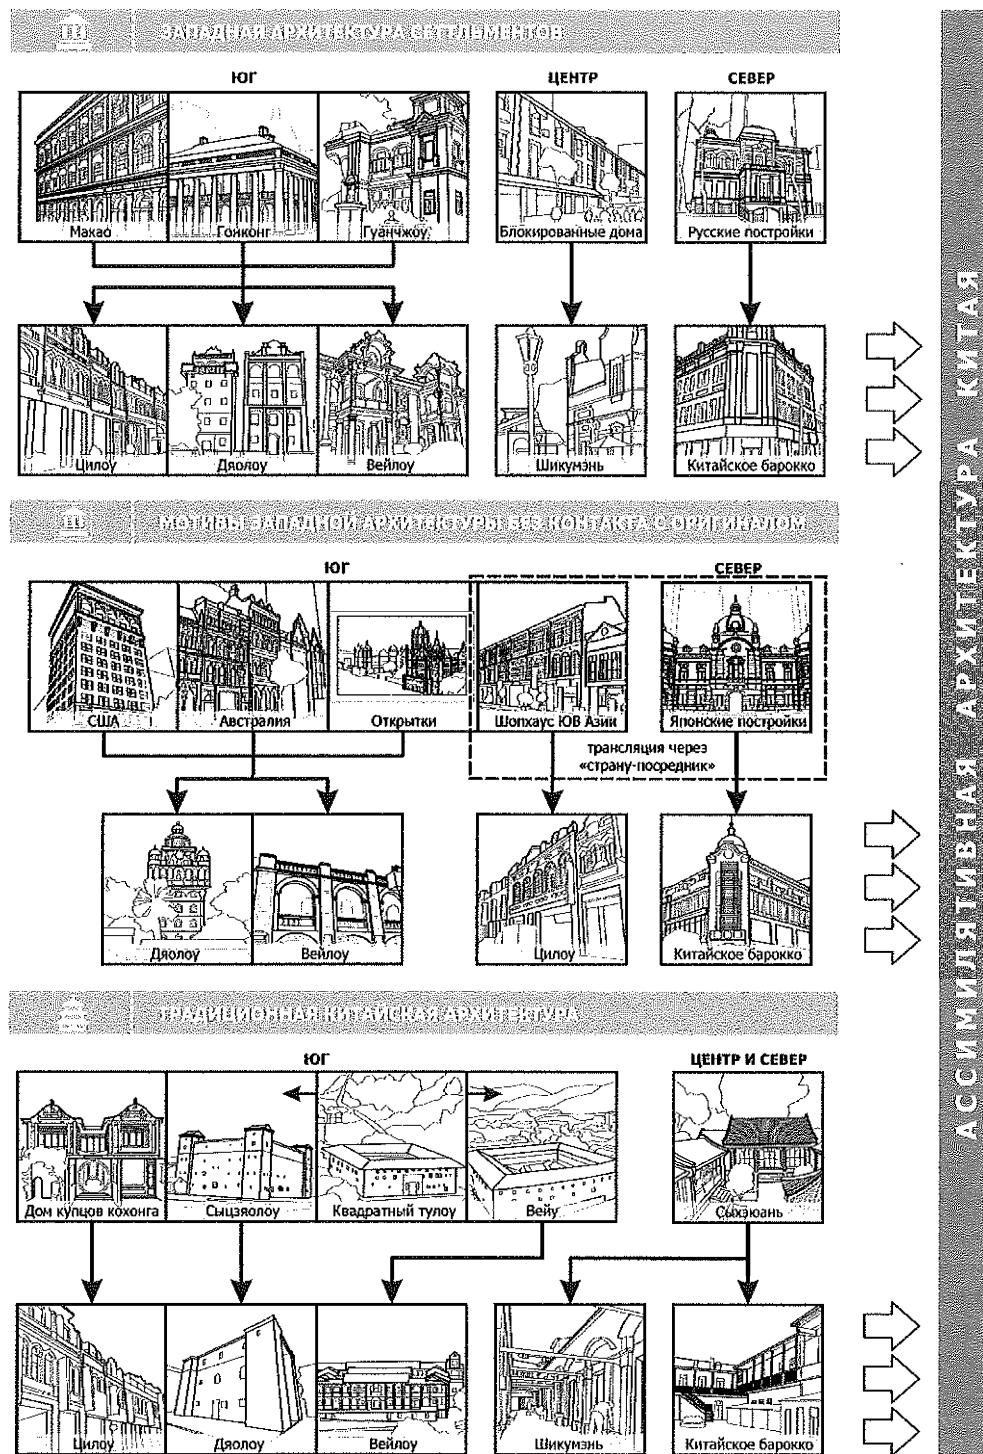 ЗАПАДНАЯ АРХИТЕКТУРА СЕТТЛЬМЕНТОВ
ЮГ ЦЕНТР СЕВЕР
Макао Гонконг Гуанчжоу Блокированные дома Русские постройки
Цилоу Дяолоу Вейлоу Шикумэнь Китайское барокко
МОТИВЫ ЗАПАДНОЙ АРХИТЕКТУРЫ БЕЗ КОНТАКТА С ОРИГИНАЛОМ
ЮГ СЕВЕР
США Австралия Открытки Шопхаус ЮВ Азии Японские постройки
трансляция через
«страну-посредник»
Дяолоу Вейлоу Цилоу Китайское барокко
ТРАДИЦИОННАЯ КИТАЙСКАЯ АРХИТЕКТУРА
ЮГ ЦЕНТР И СЕВЕР
Дом купцов кохонга Сыцзяолоу Квадратный тулоу Вейу Сыхэюань
Цилоу Дяолоу Вейлоу Шикумэнь Китайское барокко
АССИМИЛЯТИВНАЯ АРХИТЕКТУРА КИТАЯ